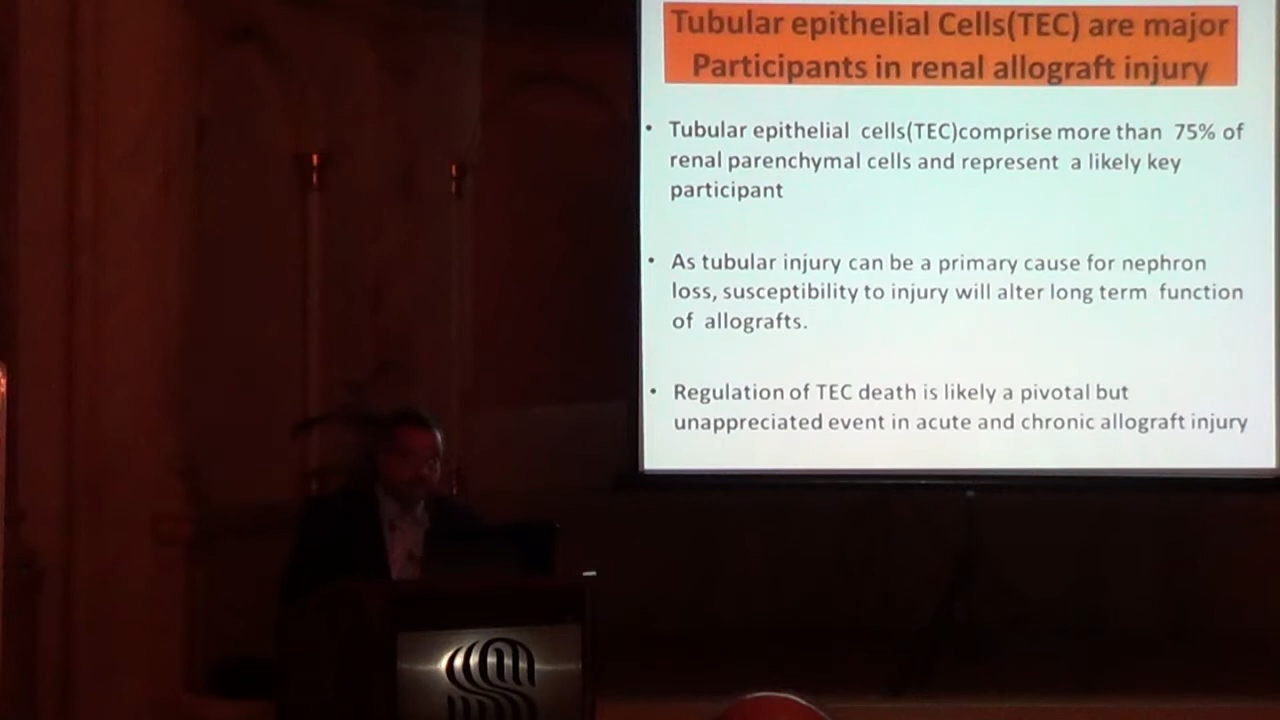 Tubular epithelial Cells(TEC) are major
Participants in renal allograft injury
• Tubular epithelial cells(TEC)comprise more than 75% of
renal parenchymal cells and represent a likely key
participant
• As tubular injury can be a primary cause for nephron
loss, susceptibility to injury will alter long term function
of allografts.
• Regulation of TEC death is likely a pivotal but
unappreciated event in acute and chronic allograft injury